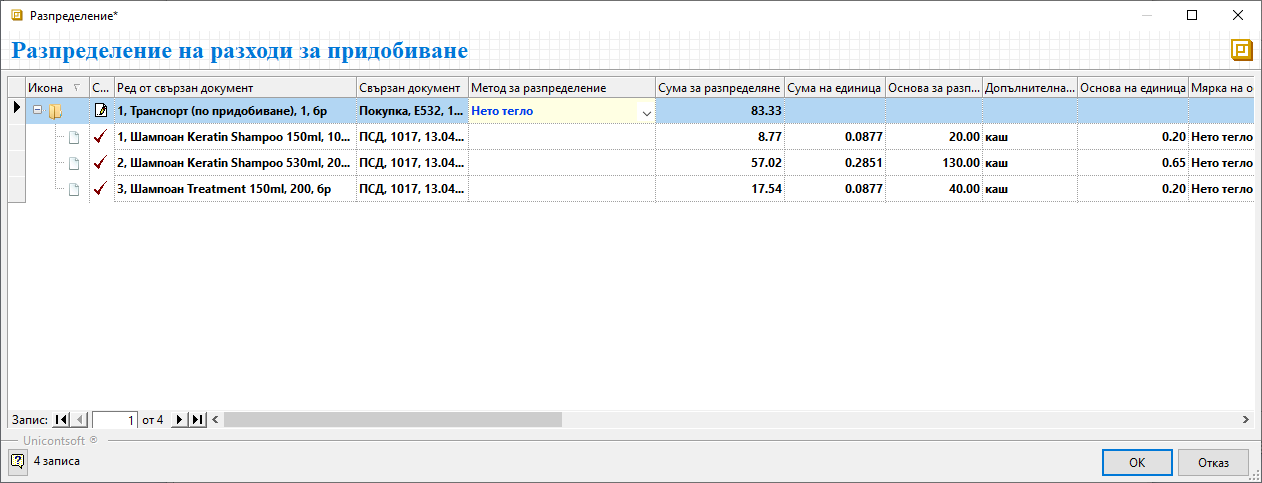 Разпределение*
Разпределение на разходи за придобиване
Икона С... Ред от свързан документ Свързан документ Метод за разпределение Сума за разпределяне Сума на единица Основа за разп... Допълнителна... Основа на единица Мярка на о
1, Транспорт (по придобиване), 1, бр Покупка, E532, 1... Нето тегло 83.33
1, Шампоан Keratin Shampoo 150ml, 10... ПСД, 1017, 13.04... 8.77 0.0877 20.00 каш 0.20 Нето тегло
2, Шампоан Keratin Shampoo 530ml, 20... ПСД, 1017, 13.04... 57.02 0.2851 130.00 каш 0.65 Нето тегло
3, Шампоан Treatment 150ml, 200, бр ПСД, 1017, 13.04... 17.54 0.0877 40.00 каш 0.20 Нето тегло
Запис: 1 от 4
Unicontsoft ®
4 записа
OK Отказ